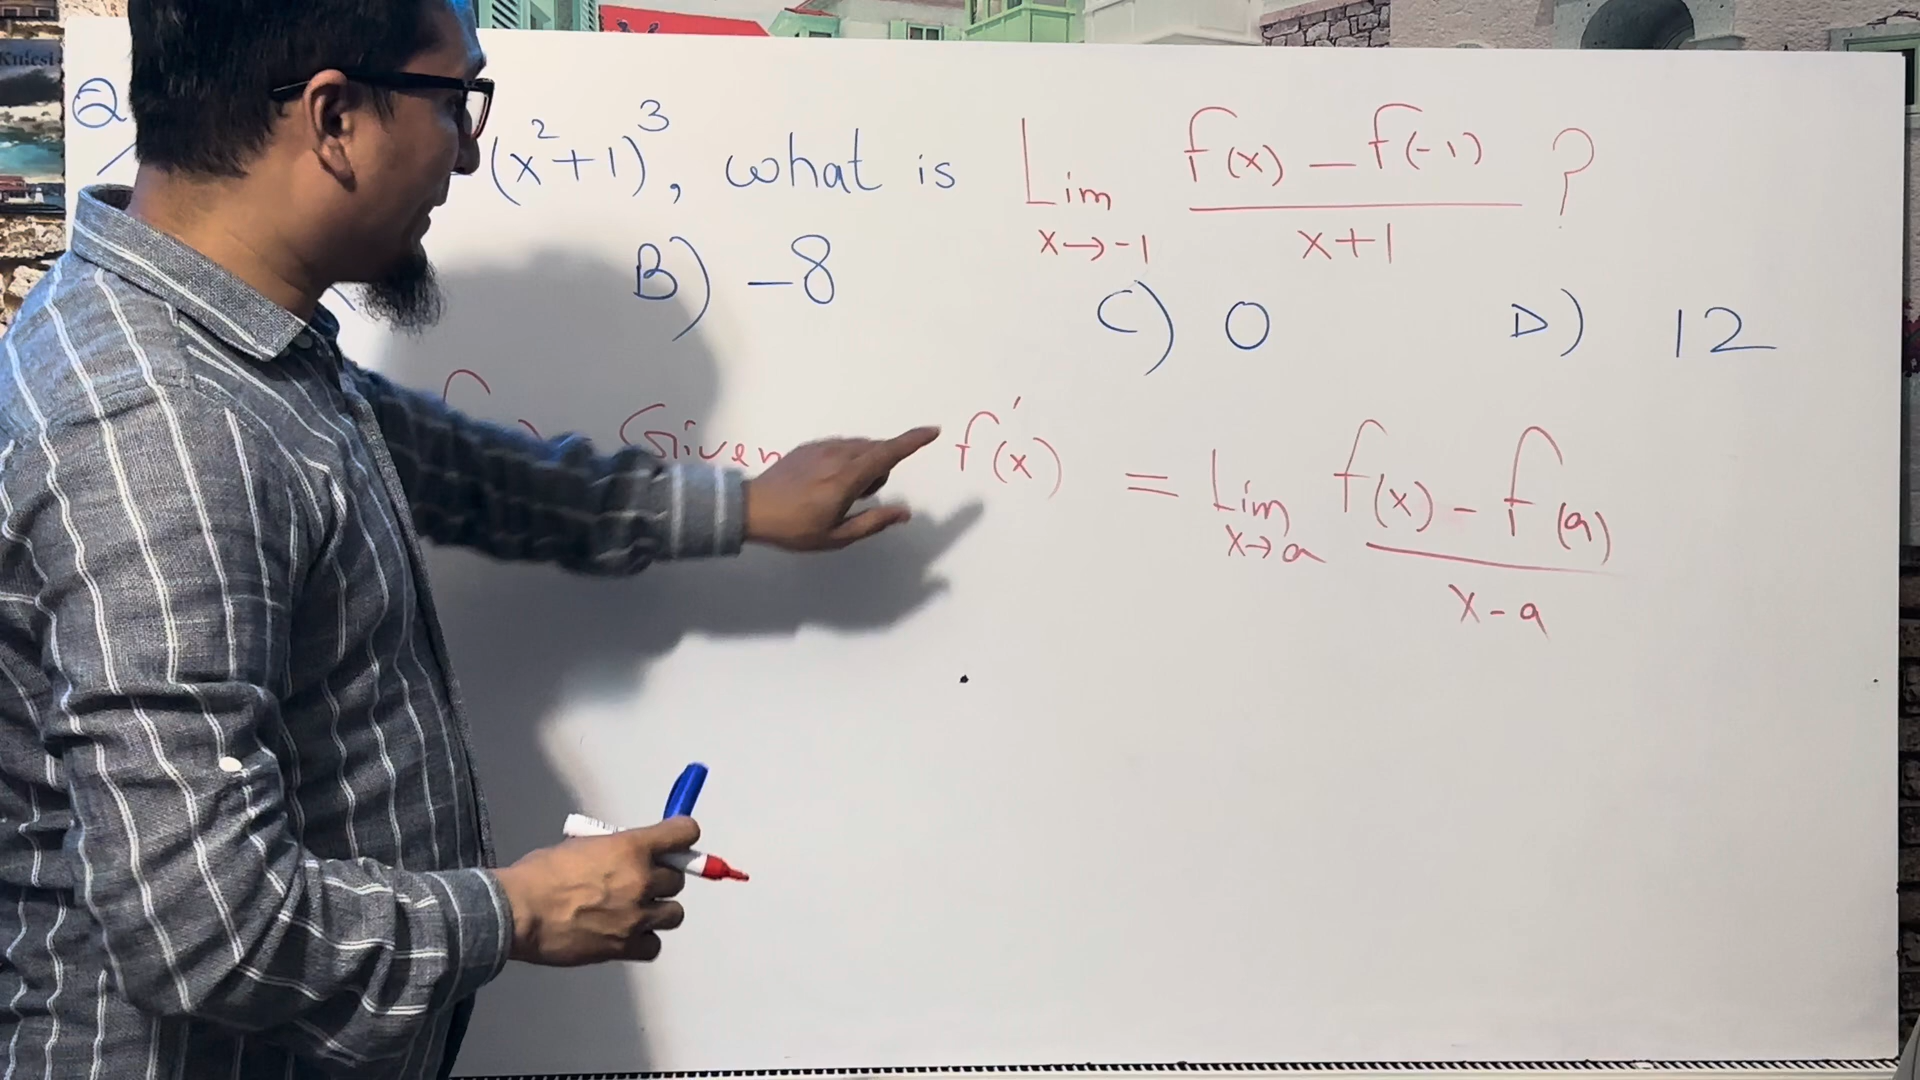 Q
(x²+1)³, what is Lim x→-1 f(x) - f(-1) / x+1 ?
B) -8 C) 0 D) 12
Given f'(x) = Lim x→a f(x) - f(a) / x-a